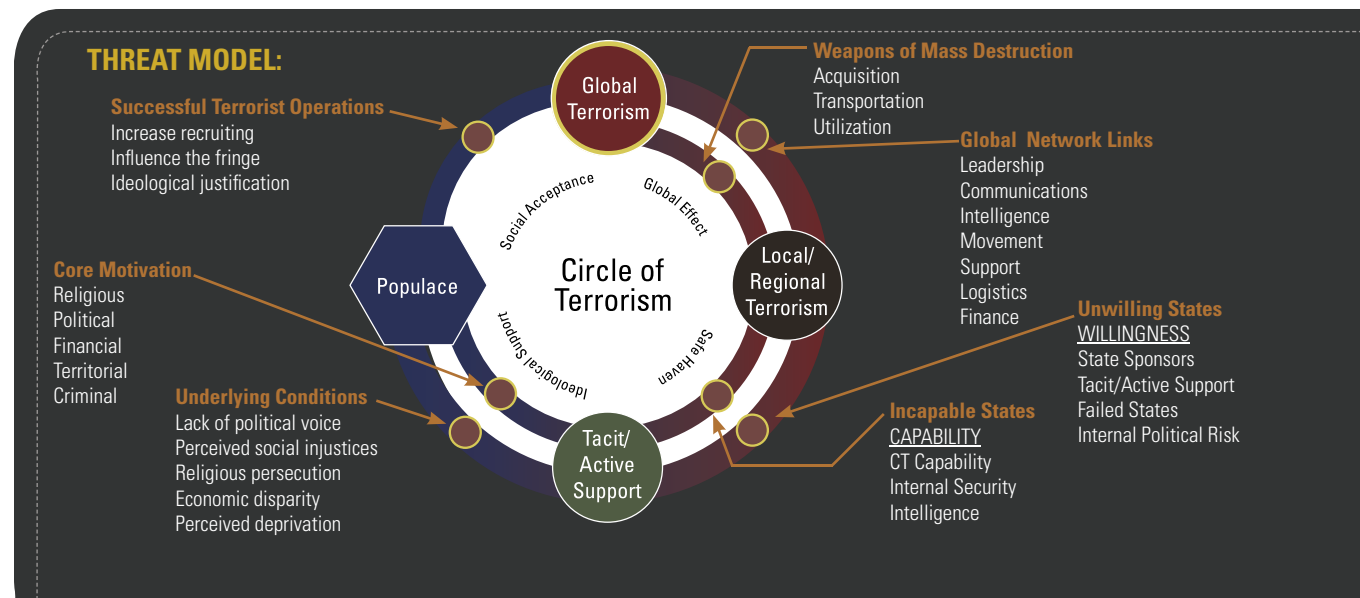 THREAT MODEL:
Successful Terrorist Operations
Increase recruiting
Influence the fringe
Ideological justification
Core Motivation
Religious
Political
Financial
Territorial
Criminal
Underlying Conditions
Lack of political voice
Perceived social injustices
Religious persecution
Economic disparity
Perceived deprivation
Global
Terrorism
Populace
Local/
Regional
Terrorism
Tacit/
Active
Support
Social Acceptance
Global Effect
Circle of
Terrorism
Ideological Support
Safe Haven
Weapons of Mass Destruction
Acquisition
Transportation
Utilization
Global Network Links
Leadership
Communications
Intelligence
Movement
Support
Logistics
Finance
Unwilling States
WILLINGNESS
State Sponsors
Tacit/Active Support
Failed States
Internal Political Risk
Incapable States
CAPABILITY
CT Capability
Internal Security
Intelligence